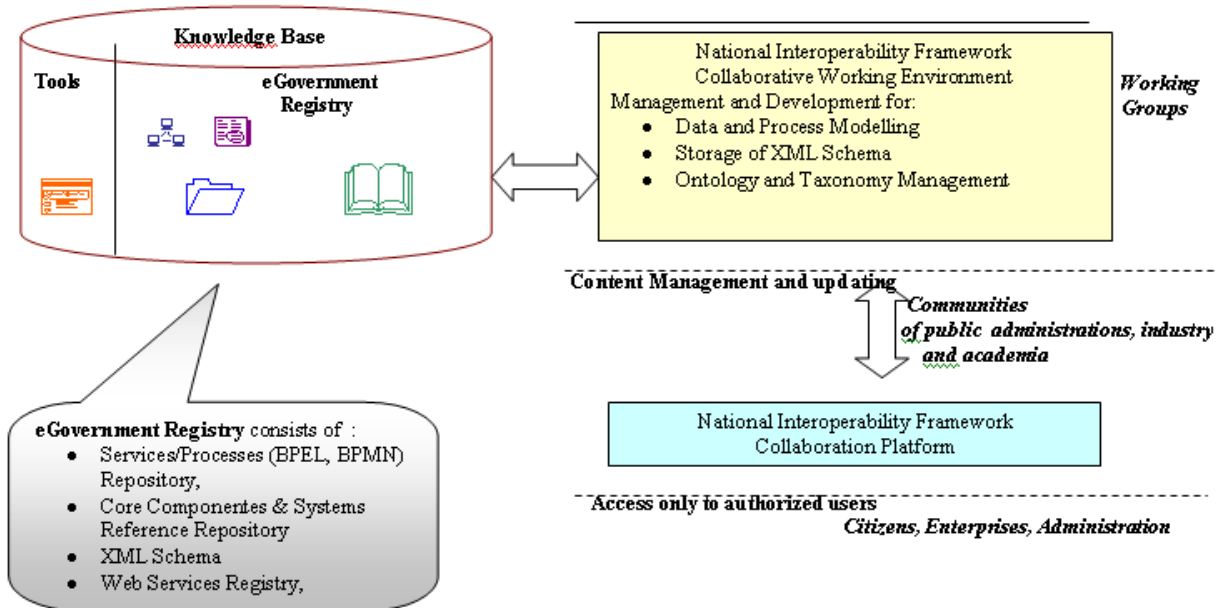 Knowledge Base
Tools
eGovernment
Registry
National Interoperability Framework
Collaborative Working Environment
Management and Development for:
• Data and Process Modelling
• Storage of XML Schema
• Ontology and Taxonomy Management
Working
Groups
Content Management and updating
Communities
of public administrations, industry
and academia
National Interoperability Framework
Collaboration Platform
Access only to authorized users
Citizens, Enterprises, Administration
eGovernment Registry consists of :
• Services/Processes (BPEL, BPMN)
Repository,
• Core Componentes & Systems
Reference Repository
• XML Schema
• Web Services Registry,